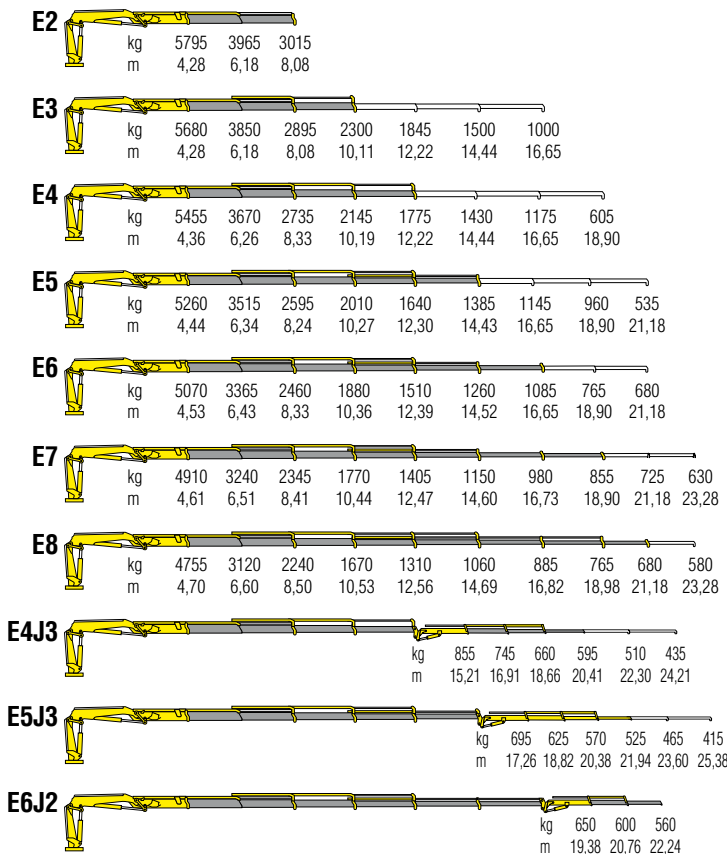 E2
kg 5795 3965 3015
m 4,28 6,18 8,08
E3
kg 5680 3850 2895 2300 1845 1500 1000
m 4,28 6,18 8,08 10,11 12,22 14,44 16,65
E4
kg 5455 3670 2735 2145 1775 1430 1175 605
m 4,36 6,26 8,33 10,19 12,22 14,44 16,65 18,90
E5
kg 5260 3515 2595 2010 1640 1385 1145 960 535
m 4,44 6,34 8,24 10,27 12,30 14,43 16,65 18,90 21,18
E6
kg 5070 3365 2460 1880 1510 1260 1085 765 680
m 4,53 6,43 8,33 10,36 12,39 14,52 16,65 18,90 21,18
E7
kg 4910 3240 2345 1770 1405 1150 980 855 725 630
m 4,61 6,51 8,41 10,44 12,47 14,60 16,73 18,90 21,18 23,28
E8
kg 4755 3120 2240 1670 1310 1060 885 765 680 580
m 4,70 6,60 8,50 10,53 12,56 14,69 16,82 18,98 21,18 23,28
E4J3
kg 855 745 660 595 510 435
m 15,21 16,91 18,66 20,41 22,30 24,21
E5J3
kg 695 625 570 525 465 415
m 17,26 18,82 20,38 21,94 23,60 25,38
E6J2
kg 650 600 560
m 19,38 20,76 22,24